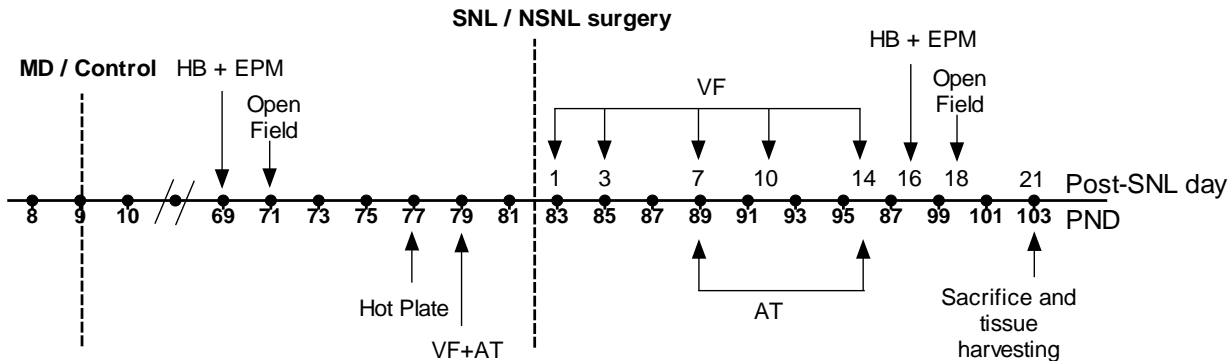 SNL / NSNL surgery
MD / Control
HB + EPM
Open
Field
VF
HB + EPM
Open
Field
1 3 7 10 14 16 18 21 Post-SNL day
8 9 10 69 71 73 75 77 79 81 83 85 87 89 91 93 95 87 99 101 103 PND
Hot Plate
VF+AT
AT
Sacrifice and
tissue
harvesting